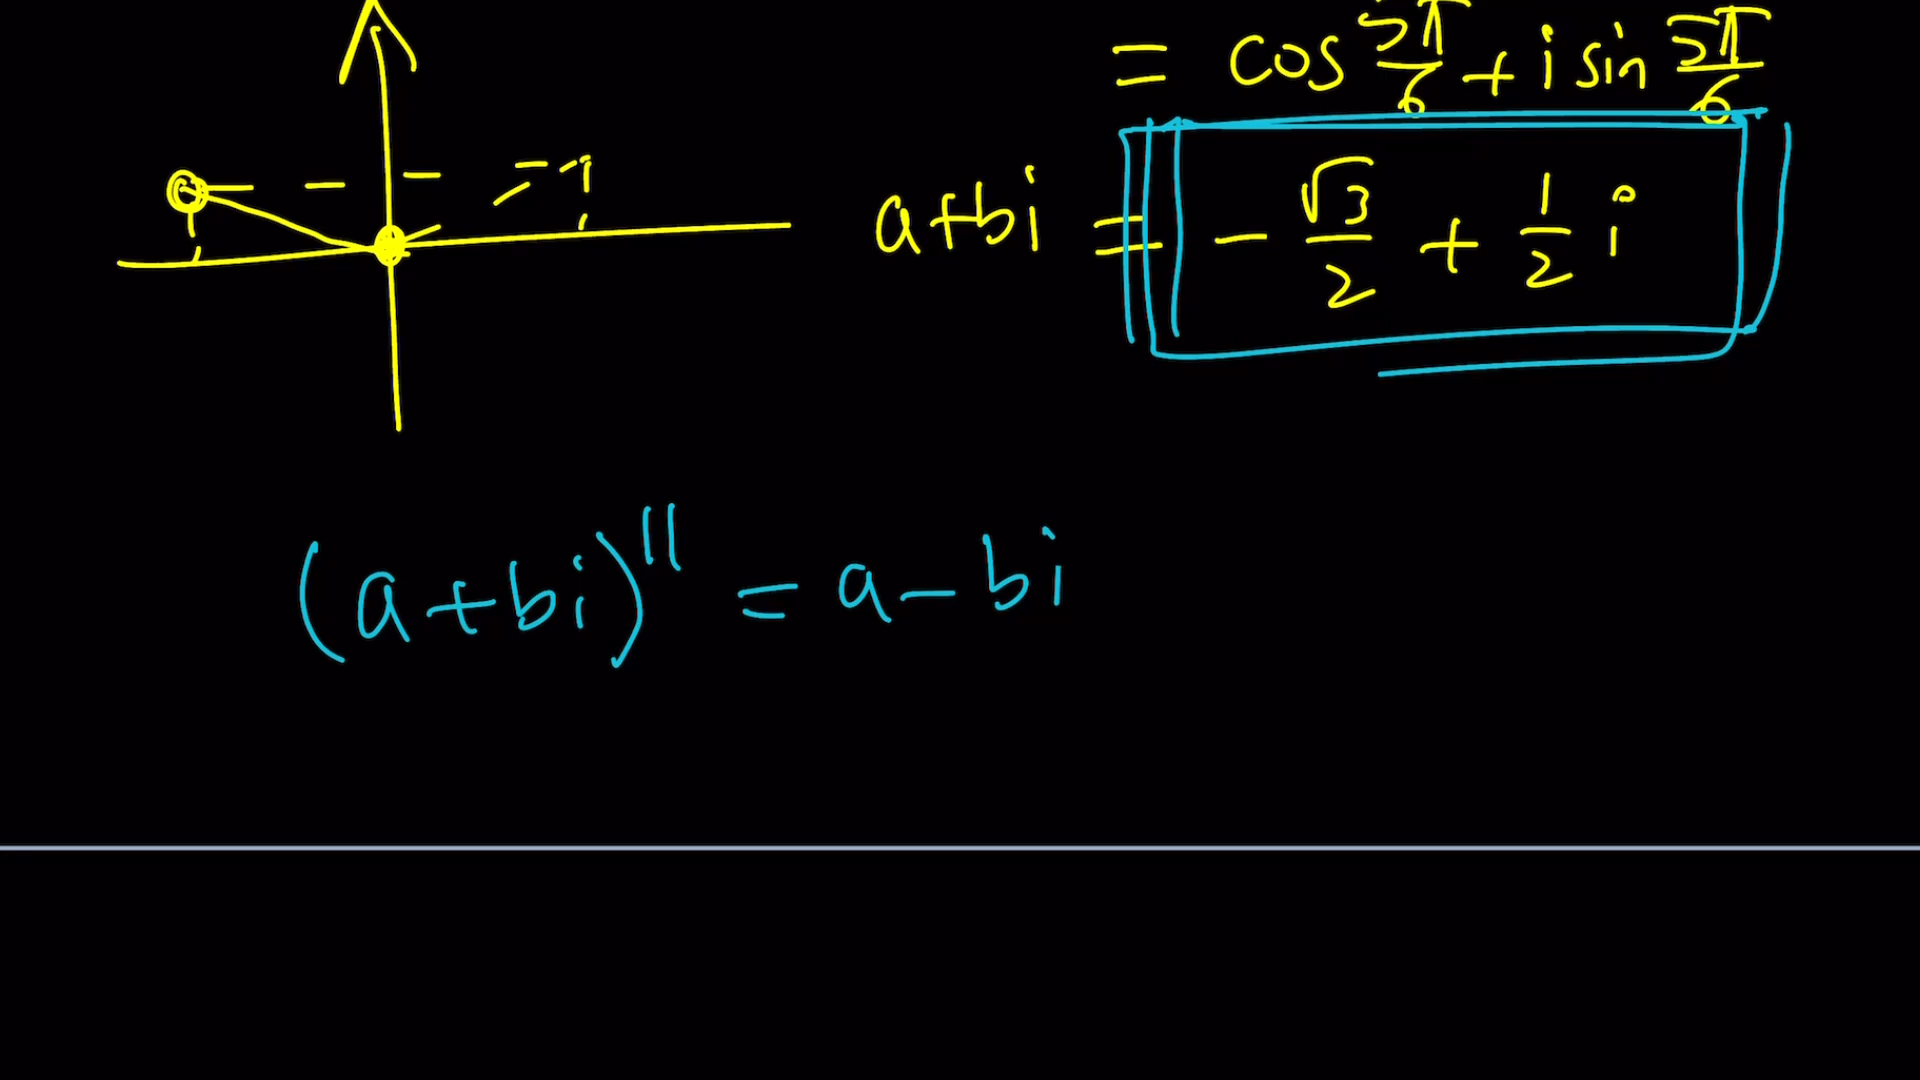 = cos 5π/6 + i sin 5π/6
a+bi = - √3/2 + 1/2 i
(a+bi)^11 = a-bi